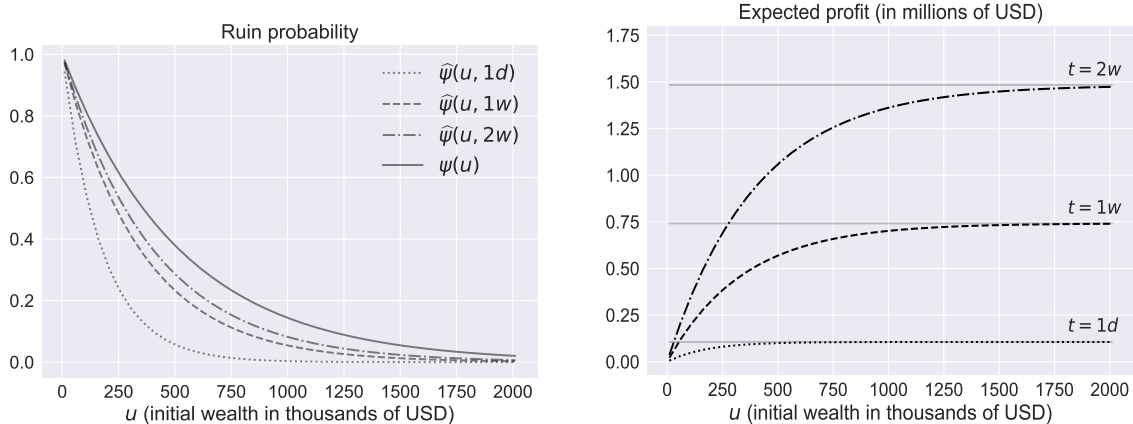 Ruin probability
1.0
0.8
0.6
0.4
0.2
0.0
ψ̂(u, 1d)
ψ̂(u, 1w)
ψ̂(u, 2w)
ψ(u)
0 250 500 750 1000 1250 1500 1750 2000
u (initial wealth in thousands of USD)
Expected profit (in millions of USD)
1.75
1.50
1.25
1.00
0.75
0.50
0.25
0.00
t = 2w
t = 1w
t = 1d
0 250 500 750 1000 1250 1500 1750 2000
u (initial wealth in thousands of USD)